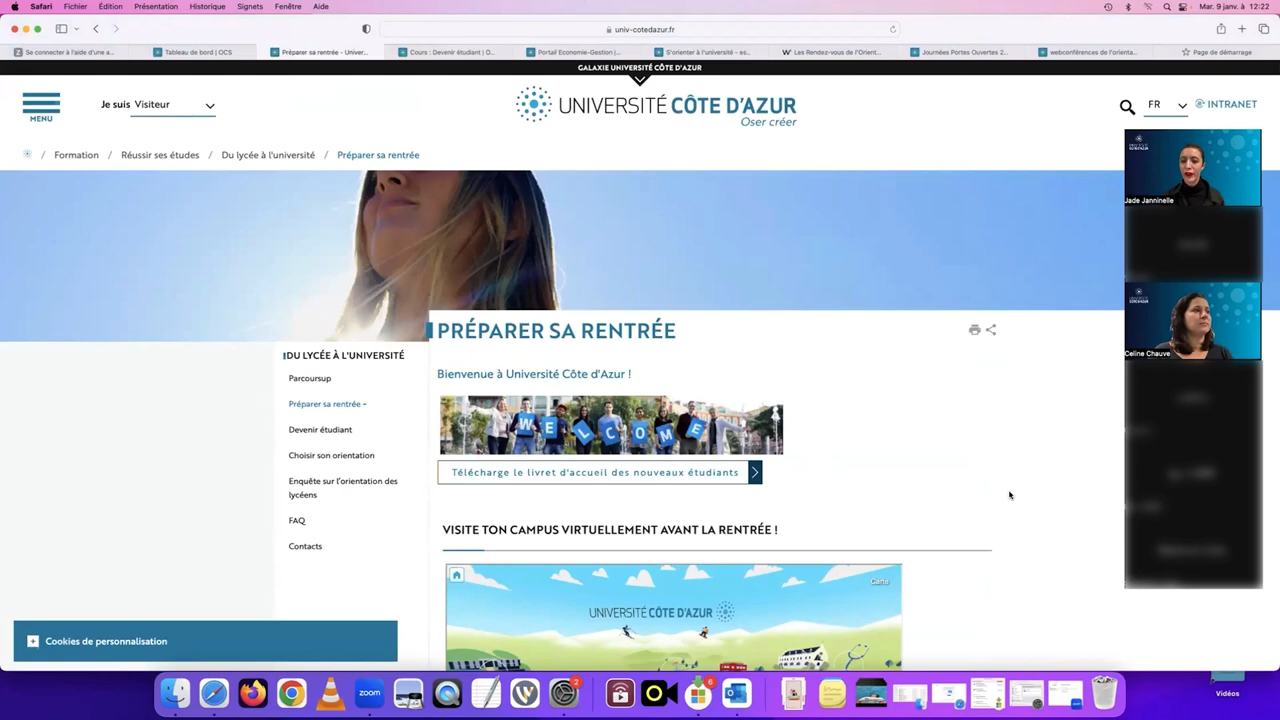 Safari Fichier Édition Présentation Historique Signets Fenêtre Aide Mar. 9 janv. à 12:22
univ-cotedazur.fr
Se connecter à l'aide d'une a... Tableau de bord | OCS Préparer sa rentrée - Univer... Cours : Devenir étudiant | O... Portail Economie-Gestion |... S'orienter à l'université - es... Les Rendez-vous de l'Orient... Journées Portes Ouvertes 2... webconférences de l'orienta... Page de démarrage
GALAXIE UNIVERSITÉ CÔTE D'AZUR
Je suis Visiteur
MENU
UNIVERSITÉ CÔTE D'AZUR
Oser créer
FR INTRANET
/ Formation / Réussir ses études / Du lycée à l'université / Préparer sa rentrée
Jade Janninelle
Celine Chauve
PRÉPARER SA RENTRÉE
DU LYCÉE À L'UNIVERSITÉ
Parcoursup
Préparer sa rentrée –
Devenir étudiant
Choisir son orientation
Enquête sur l'orientation des
lycéens
FAQ
Contacts
Bienvenue à Université Côte d'Azur !
WELCOME
Télécharge le livret d'accueil des nouveaux étudiants
VISITE TON CAMPUS VIRTUELLEMENT AVANT LA RENTRÉE !
UNIVERSITÉ CÔTE D'AZUR
Cookies de personnalisation
zoom
2
6
Vidéos